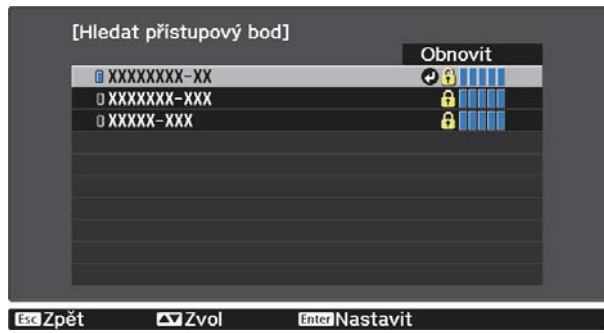 [Hledat přístupový bod]
Obnovit
XXXXXXXX-XX
XXXXXXX-XXX
XXXXX-XXX
Esc Zpět Zvol Enter Nastavit